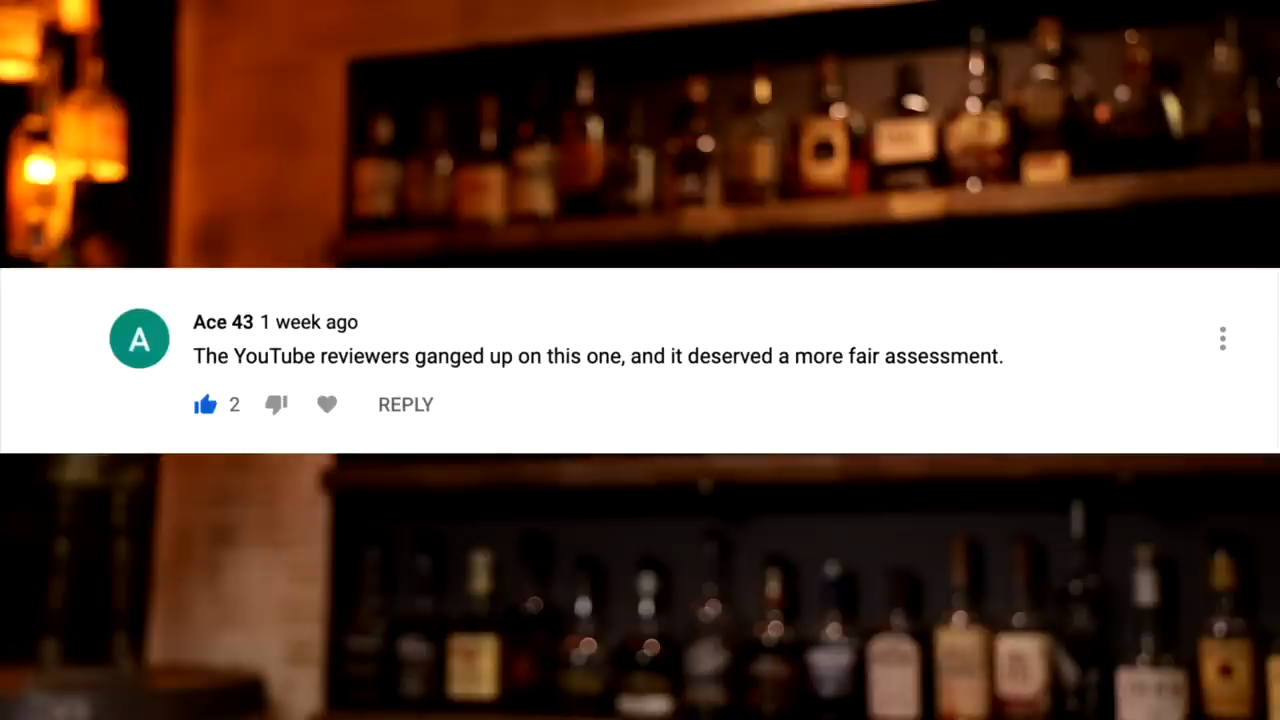 A
Ace 43 1 week ago
The YouTube reviewers ganged up on this one, and it deserved a more fair assessment.
2 REPLY